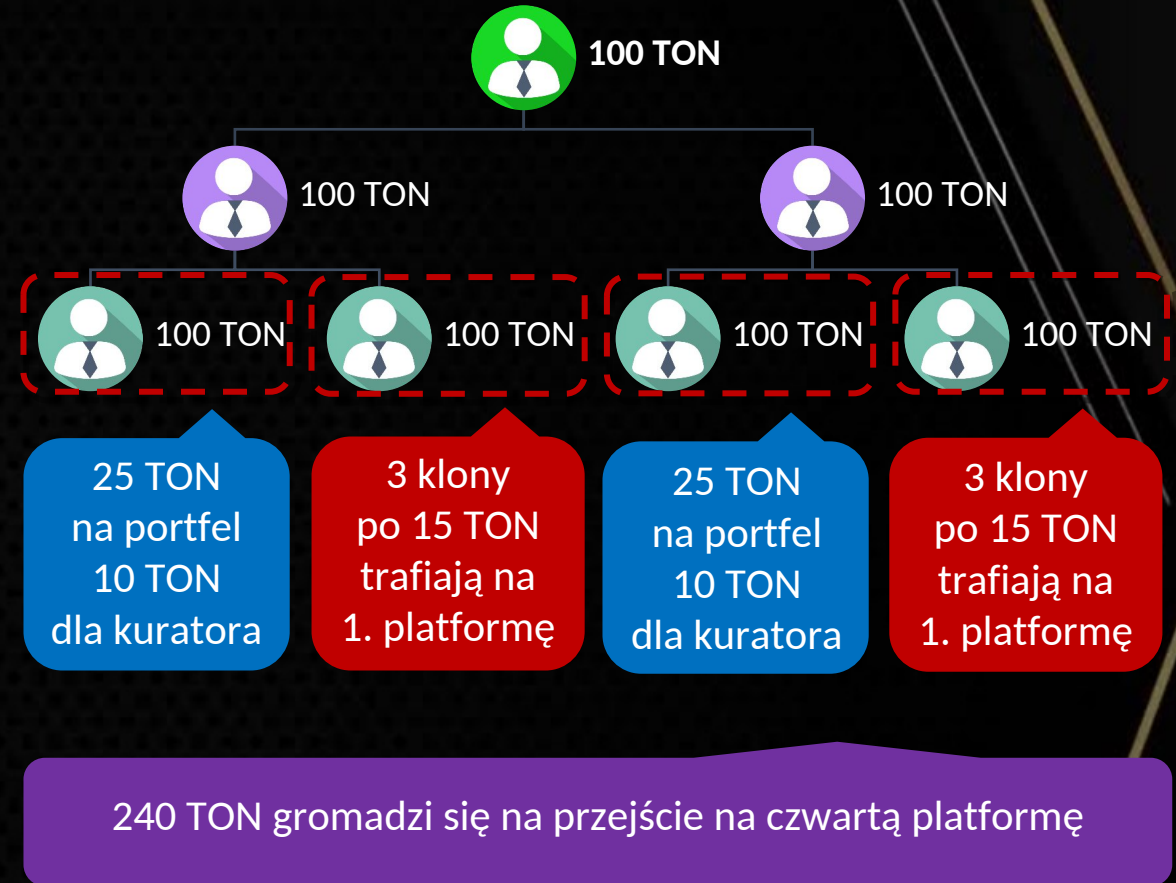 100 TON
100 TON
100 TON
100 TON
100 TON
100 TON
100 TON
25 TON
na portfel
10 TON
dla kuratora
3 klony
po 15 TON
trafiają na
1. platformę
25 TON
na portfel
10 TON
dla kuratora
3 klony
po 15 TON
trafiają na
1. platformę
240 TON gromadzi się na przejście na czwartą platformę